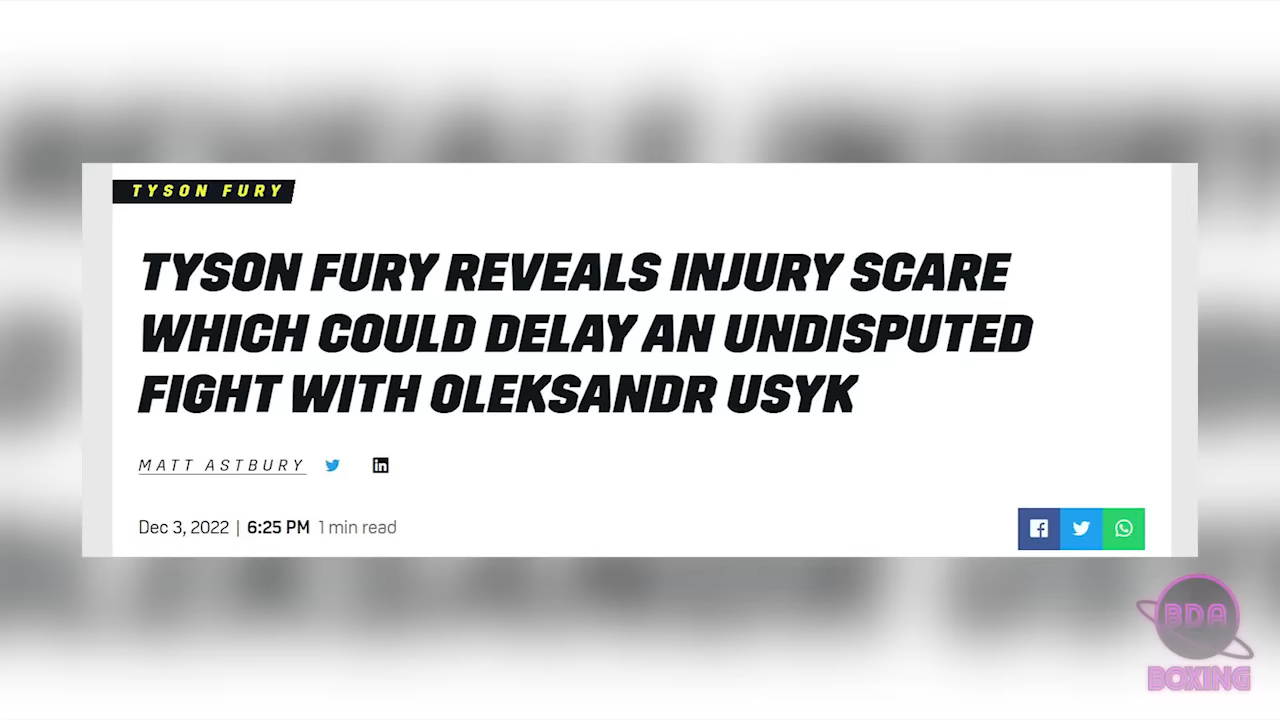 TYSON FURY
TYSON FURY REVEALS INJURY SCARE
WHICH COULD DELAY AN UNDISPUTED
FIGHT WITH OLEKSANDR USYK
MATT ASTBURY
Dec 3, 2022 | 6:25 PM 1 min read
BDA
BOXING